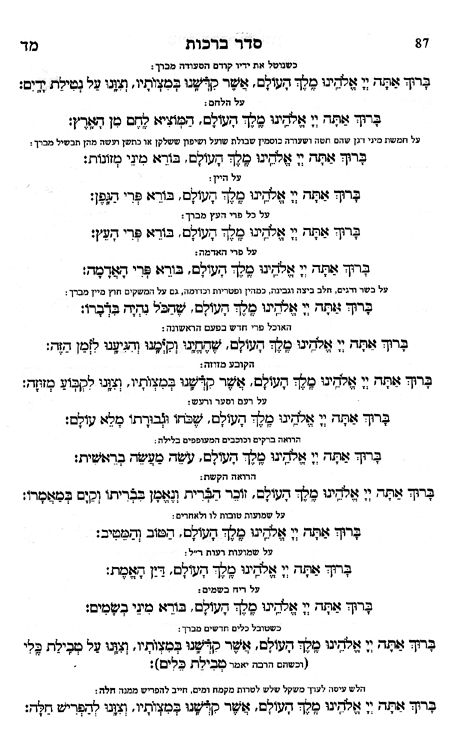 87 סדר ברכות מד
כשנוטל את ידיו קודם הסעודה מברך:
בָּרוּךְ אַתָּה יְיָ אֱלֹהֵינוּ מֶלֶךְ הָעוֹלָם, אֲשֶׁר קִדְּשָׁנוּ בְּמִצְוֹתָיו, וְצִוָּנוּ עַל נְטִילַת יָדָיִם:
על הלחם:
בָּרוּךְ אַתָּה יְיָ אֱלֹהֵינוּ מֶלֶךְ הָעוֹלָם, הַמּוֹצִיא לֶחֶם מִן הָאָרֶץ:
על חמשת מיני דגן שהם חטה ושעורה כוסמין שבולת שועל ושיפון ששלקן או כתשן ועשה מהן תבשיל מברך:
בָּרוּךְ אַתָּה יְיָ אֱלֹהֵינוּ מֶלֶךְ הָעוֹלָם, בּוֹרֵא מִינֵי מְזוֹנוֹת:
על היין:
בָּרוּךְ אַתָּה יְיָ אֱלֹהֵינוּ מֶלֶךְ הָעוֹלָם, בּוֹרֵא פְּרִי הַגָּפֶן:
על כל פרי העץ מברך:
בָּרוּךְ אַתָּה יְיָ אֱלֹהֵינוּ מֶלֶךְ הָעוֹלָם, בּוֹרֵא פְּרִי הָעֵץ:
על פרי האדמה:
בָּרוּךְ אַתָּה יְיָ אֱלֹהֵינוּ מֶלֶךְ הָעוֹלָם, בּוֹרֵא פְּרִי הָאֲדָמָה:
על בשר ודגים, חלב ביצה וגבינה, כמהין ופטריות וכדומה, גם על המשקים חוץ מיין מברך:
בָּרוּךְ אַתָּה יְיָ אֱלֹהֵינוּ מֶלֶךְ הָעוֹלָם, שֶׁהַכֹּל נִהְיָה בִּדְבָרוֹ:
האוכל פרי חדש בפעם הראשונה:
בָּרוּךְ אַתָּה יְיָ אֱלֹהֵינוּ מֶלֶךְ הָעוֹלָם, שֶׁהֶחֱיָנוּ וְקִיְּמָנוּ וְהִגִּיעָנוּ לִזְמַן הַזֶּה:
הקובע מזוזה:
בָּרוּךְ אַתָּה יְיָ אֱלֹהֵינוּ מֶלֶךְ הָעוֹלָם, אֲשֶׁר קִדְּשָׁנוּ בְּמִצְוֹתָיו, וְצִוָּנוּ לִקְבּוֹעַ מְזוּזָה:
על רעם וסער ורעש:
בָּרוּךְ אַתָּה יְיָ אֱלֹהֵינוּ מֶלֶךְ הָעוֹלָם, שֶׁכֹּחוֹ וּגְבוּרָתוֹ מָלֵא עוֹלָם:
הרואה ברקים וכוכבים המעופפים בלילה:
בָּרוּךְ אַתָּה יְיָ אֱלֹהֵינוּ מֶלֶךְ הָעוֹלָם, עוֹשֶׂה מַעֲשֵׂה בְרֵאשִׁית:
הרואה הקשת:
בָּרוּךְ אַתָּה יְיָ אֱלֹהֵינוּ מֶלֶךְ הָעוֹלָם, זוֹכֵר הַבְּרִית וְנֶאֱמָן בִּבְרִיתוֹ וְקַיָּם בְּמַאֲמָרוֹ:
על שמועות טובות לו ולאחרים:
בָּרוּךְ אַתָּה יְיָ אֱלֹהֵינוּ מֶלֶךְ הָעוֹלָם, הַטּוֹב וְהַמֵּטִיב:
על שמועות רעות ר"ל:
בָּרוּךְ אַתָּה יְיָ אֱלֹהֵינוּ מֶלֶךְ הָעוֹלָם, דַּיַּן הָאֱמֶת:
על ריח בשמים:
בָּרוּךְ אַתָּה יְיָ אֱלֹהֵינוּ מֶלֶךְ הָעוֹלָם, בּוֹרֵא מִינֵי בְשָׂמִים:
כשטובל כלים חדשים מברך:
בָּרוּךְ אַתָּה יְיָ אֱלֹהֵינוּ מֶלֶךְ הָעוֹלָם, אֲשֶׁר קִדְּשָׁנוּ בְּמִצְוֹתָיו, וְצִוָּנוּ עַל טְבִילַת כֶּלִי
(וכשהם הרבה יאמר טְבִילַת כֵּלִים):
הלש עיסה לערך משקל שלש ליטרות מקמח ומים, חייב להפריש ממנה חלה:
בָּרוּךְ אַתָּה יְיָ אֱלֹהֵינוּ מֶלֶךְ הָעוֹלָם, אֲשֶׁר קִדְּשָׁנוּ בְּמִצְוֹתָיו, וְצִוָּנוּ לְהַפְרִישׁ חַלָּה: